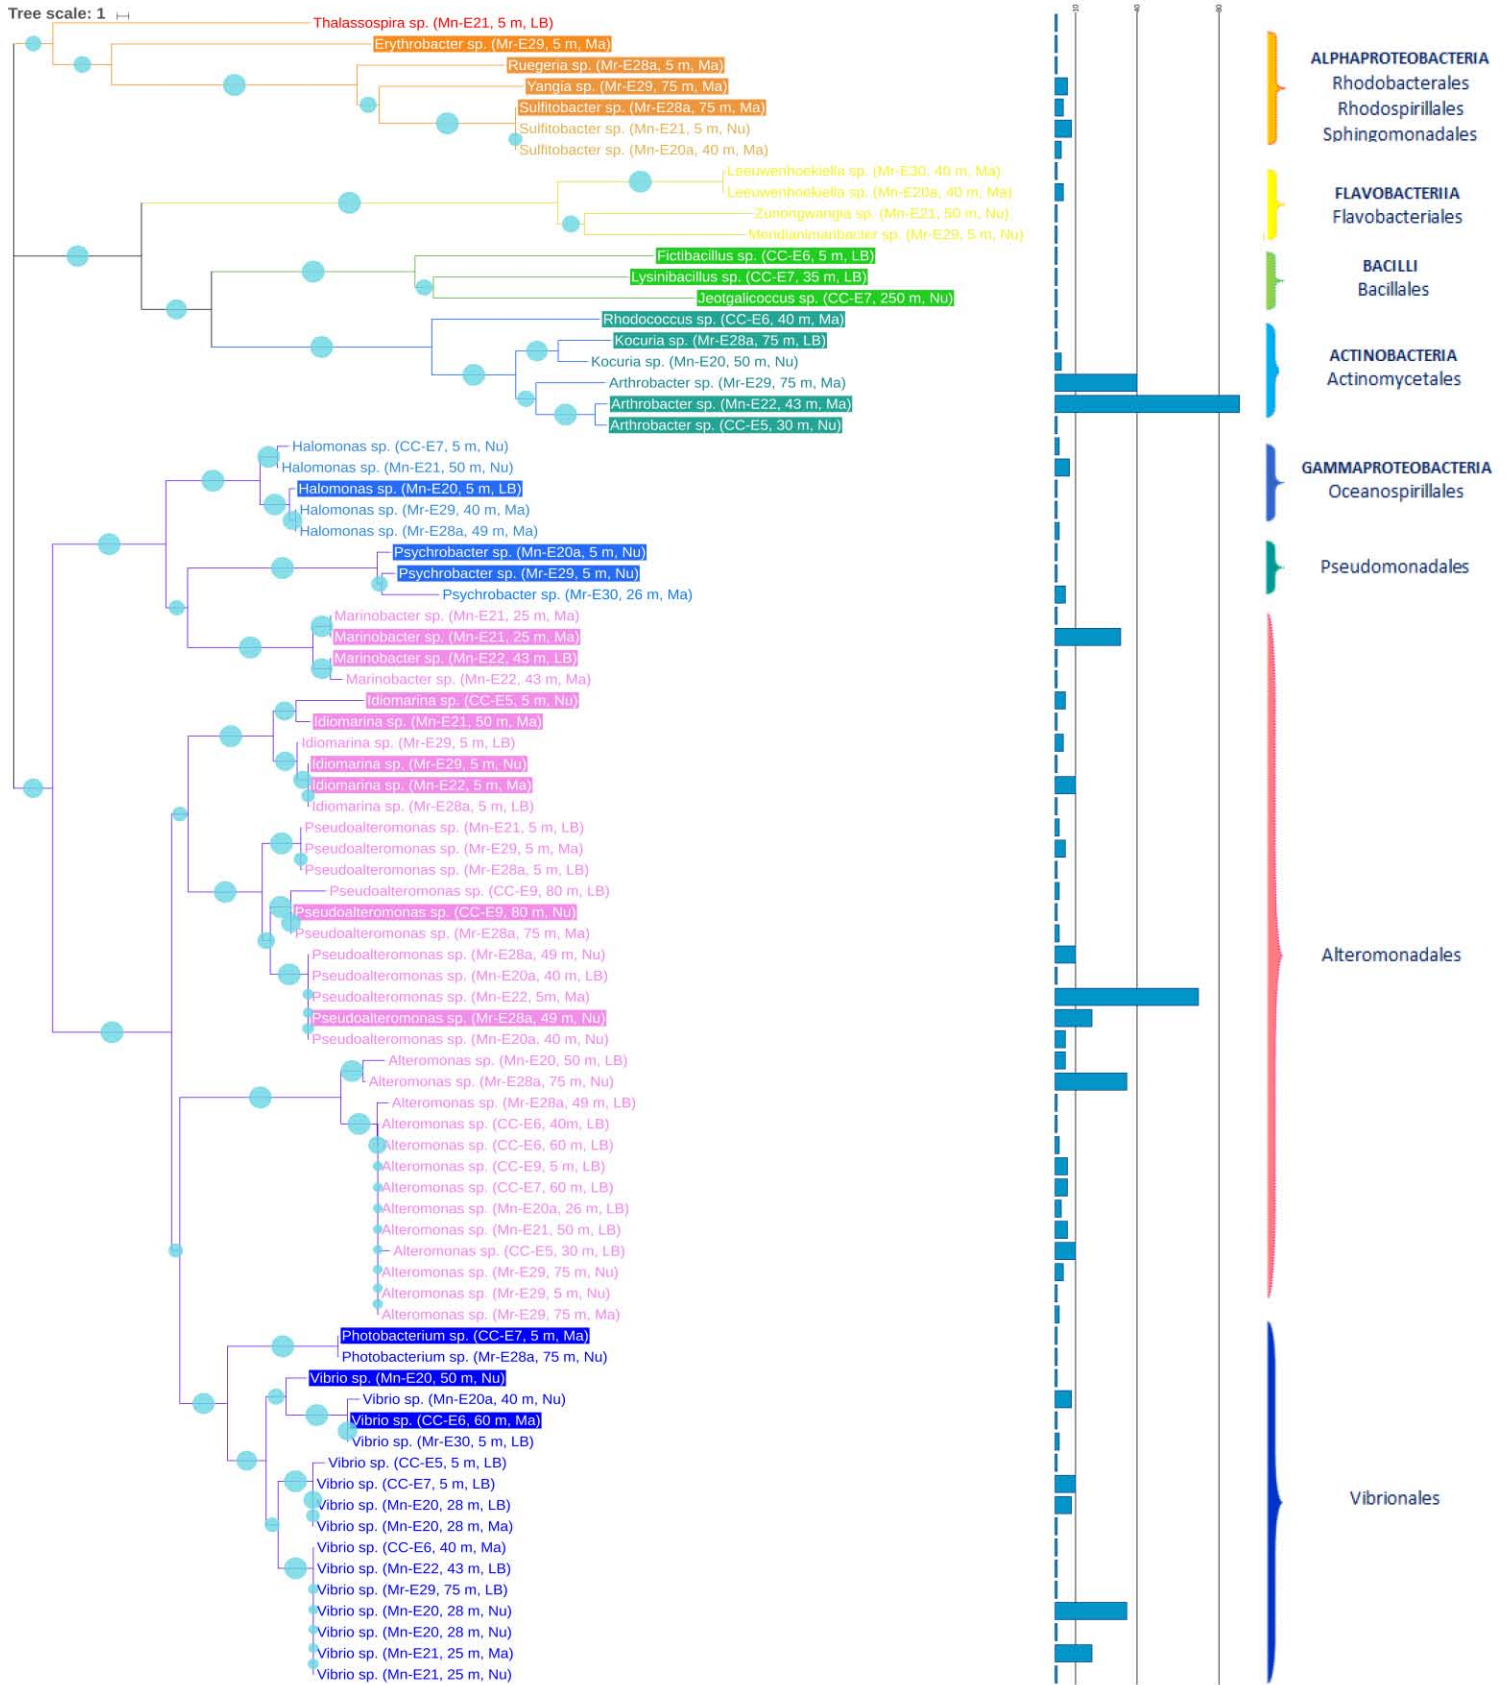 Tree scale: 1
10
40
80
Thalassospira sp. (Mn-E21, 5 m, LB)
Erythrobacter sp. (Mr-E29, 5 m, Ma)
Ruegeria sp. (Mr-E28a, 5 m, Ma)
Yangia sp. (Mr-E29, 75 m, Ma)
Sulfitobacter sp. (Mr-E28a, 75 m, Ma)
Sulfitobacter sp. (Mn-E21, 5 m, Nu)
Sulfitobacter sp. (Mn-E20a, 40 m, Ma)
ALPHAPROTEOBACTERIA
Rhodobacterales
Rhodospirillales
Sphingomonadales
Leeuwenhoekiella sp. (Mr-E30, 40 m, Ma)
Leeuwenhoekiella sp. (Mn-E20a, 40 m, Ma)
Zunongwangia sp. (Mn-E21, 50 m, Nu)
Meridianimaribacter sp. (Mr-E29, 5 m, Nu)
FLAVOBACTERIIA
Flavobacteriales
Fictibacillus sp. (CC-E6, 5 m, LB)
Lysinibacillus sp. (CC-E7, 35 m, LB)
Jeotgalicoccus sp. (CC-E7, 250 m, Nu)
BACILLI
Bacillales
Rhodococcus sp. (CC-E6, 40 m, Ma)
Kocuria sp. (Mr-E28a, 75 m, LB)
Kocuria sp. (Mn-E20, 50 m, Nu)
Arthrobacter sp. (Mr-E29, 75 m, Ma)
Arthrobacter sp. (Mn-E22, 43 m, Ma)
Arthrobacter sp. (CC-E5, 30 m, Nu)
ACTINOBACTERIA
Actinomycetales
Halomonas sp. (CC-E7, 5 m, Nu)
Halomonas sp. (Mn-E21, 50 m, Nu)
Halomonas sp. (Mn-E20, 5 m, LB)
Halomonas sp. (Mr-E29, 40 m, Ma)
Halomonas sp. (Mr-E28a, 49 m, Ma)
GAMMAPROTEOBACTERIA
Oceanospirillales
Psychrobacter sp. (Mn-E20a, 5 m, Nu)
Psychrobacter sp. (Mr-E29, 5 m, Nu)
Psychrobacter sp. (Mr-E30, 26 m, Ma)
Pseudomonadales
Marinobacter sp. (Mn-E21, 25 m, Ma)
Marinobacter sp. (Mn-E21, 25 m, Ma)
Marinobacter sp. (Mn-E22, 43 m, LB)
Marinobacter sp. (Mn-E22, 43 m, Ma)
Idiomarina sp. (CC-E5, 5 m, Nu)
Idiomarina sp. (Mn-E21, 50 m, Ma)
Idiomarina sp. (Mr-E29, 5 m, LB)
Idiomarina sp. (Mr-E29, 5 m, Nu)
Idiomarina sp. (Mn-E22, 5 m, Ma)
Idiomarina sp. (Mr-E28a, 5 m, LB)
Pseudoalteromonas sp. (Mn-E21, 5 m, LB)
Pseudoalteromonas sp. (Mr-E29, 5 m, Ma)
Pseudoalteromonas sp. (Mr-E28a, 5 m, LB)
Pseudoalteromonas sp. (CC-E9, 80 m, LB)
Pseudoalteromonas sp. (CC-E9, 80 m, Nu)
Pseudoalteromonas sp. (Mr-E28a, 75 m, Ma)
Pseudoalteromonas sp. (Mr-E28a, 49 m, Nu)
Pseudoalteromonas sp. (Mn-E20a, 40 m, LB)
Pseudoalteromonas sp. (Mn-E22, 5m, Ma)
Pseudoalteromonas sp. (Mr-E28a, 49 m, Nu)
Pseudoalteromonas sp. (Mn-E20a. 40 m, Nu)
Alteromonas sp. (Mn-E20, 50 m, LB)
Alteromonas sp. (Mr-E28a, 75 m, Nu)
Alteromonas sp. (Mr-E28a, 49 m, LB)
Alteromonas sp. (CC-E6, 40m, LB)
Alteromonas sp. (CC-E6, 60 m, LB)
Alteromonas sp. (CC-E9, 5 m, LB)
Alteromonas sp. (CC-E7, 60 m, LB)
Alteromonas sp. (Mn-E20a, 26 m, LB)
Alteromonas sp. (Mn-E21, 50 m, LB)
Alteromonas sp. (CC-E5, 30 m, LB)
Alteromonas sp. (Mr-E29, 75 m, Nu)
Alteromonas sp. (Mr-E29, 5 m, Nu)
Alteromonas sp. (Mr-E29, 75 m, Ma)
Alteromonadales
Photobacterium sp. (CC-E7, 5 m, Ma)
Photobacterium sp. (Mr-E28a, 75 m, Nu)
Vibrio sp. (Mn-E20, 50 m, Nu)
Vibrio sp. (Mn-E20a, 40 m, Nu)
Vibrio sp. (CC-E6, 60 m, Ma)
Vibrio sp. (Mr-E30, 5 m, LB)
Vibrio sp. (CC-E5, 5 m, LB)
Vibrio sp. (CC-E7, 5 m, LB)
Vibrio sp. (Mn-E20, 28 m, LB)
Vibrio sp. (Mn-E20, 28 m, Ma)
Vibrio sp. (CC-E6, 40 m, Ma)
Vibrio sp. (Mn-E22, 43 m, LB)
Vibrio sp. (Mr-E29, 75 m, LB)
Vibrio sp. (Mn-E20, 28 m, Nu)
Vibrio sp. (Mn-E20, 28 m, Nu)
Vibrio sp. (Mn-E21, 25 m, Ma)
Vibrio sp. (Mn-E21, 25 m, Nu)
Vibrionales